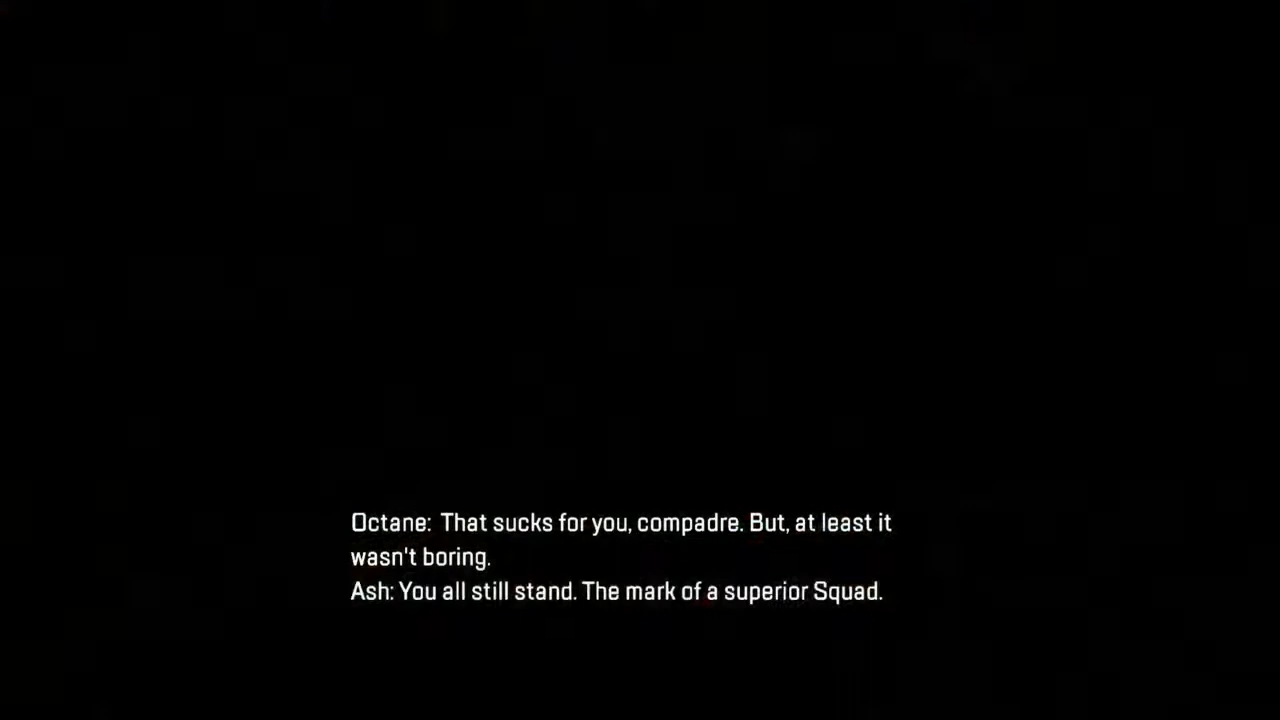 Octane: That sucks for you, compadre. But, at least it
wasn't boring.
Ash: You all still stand. The mark of a superior Squad.